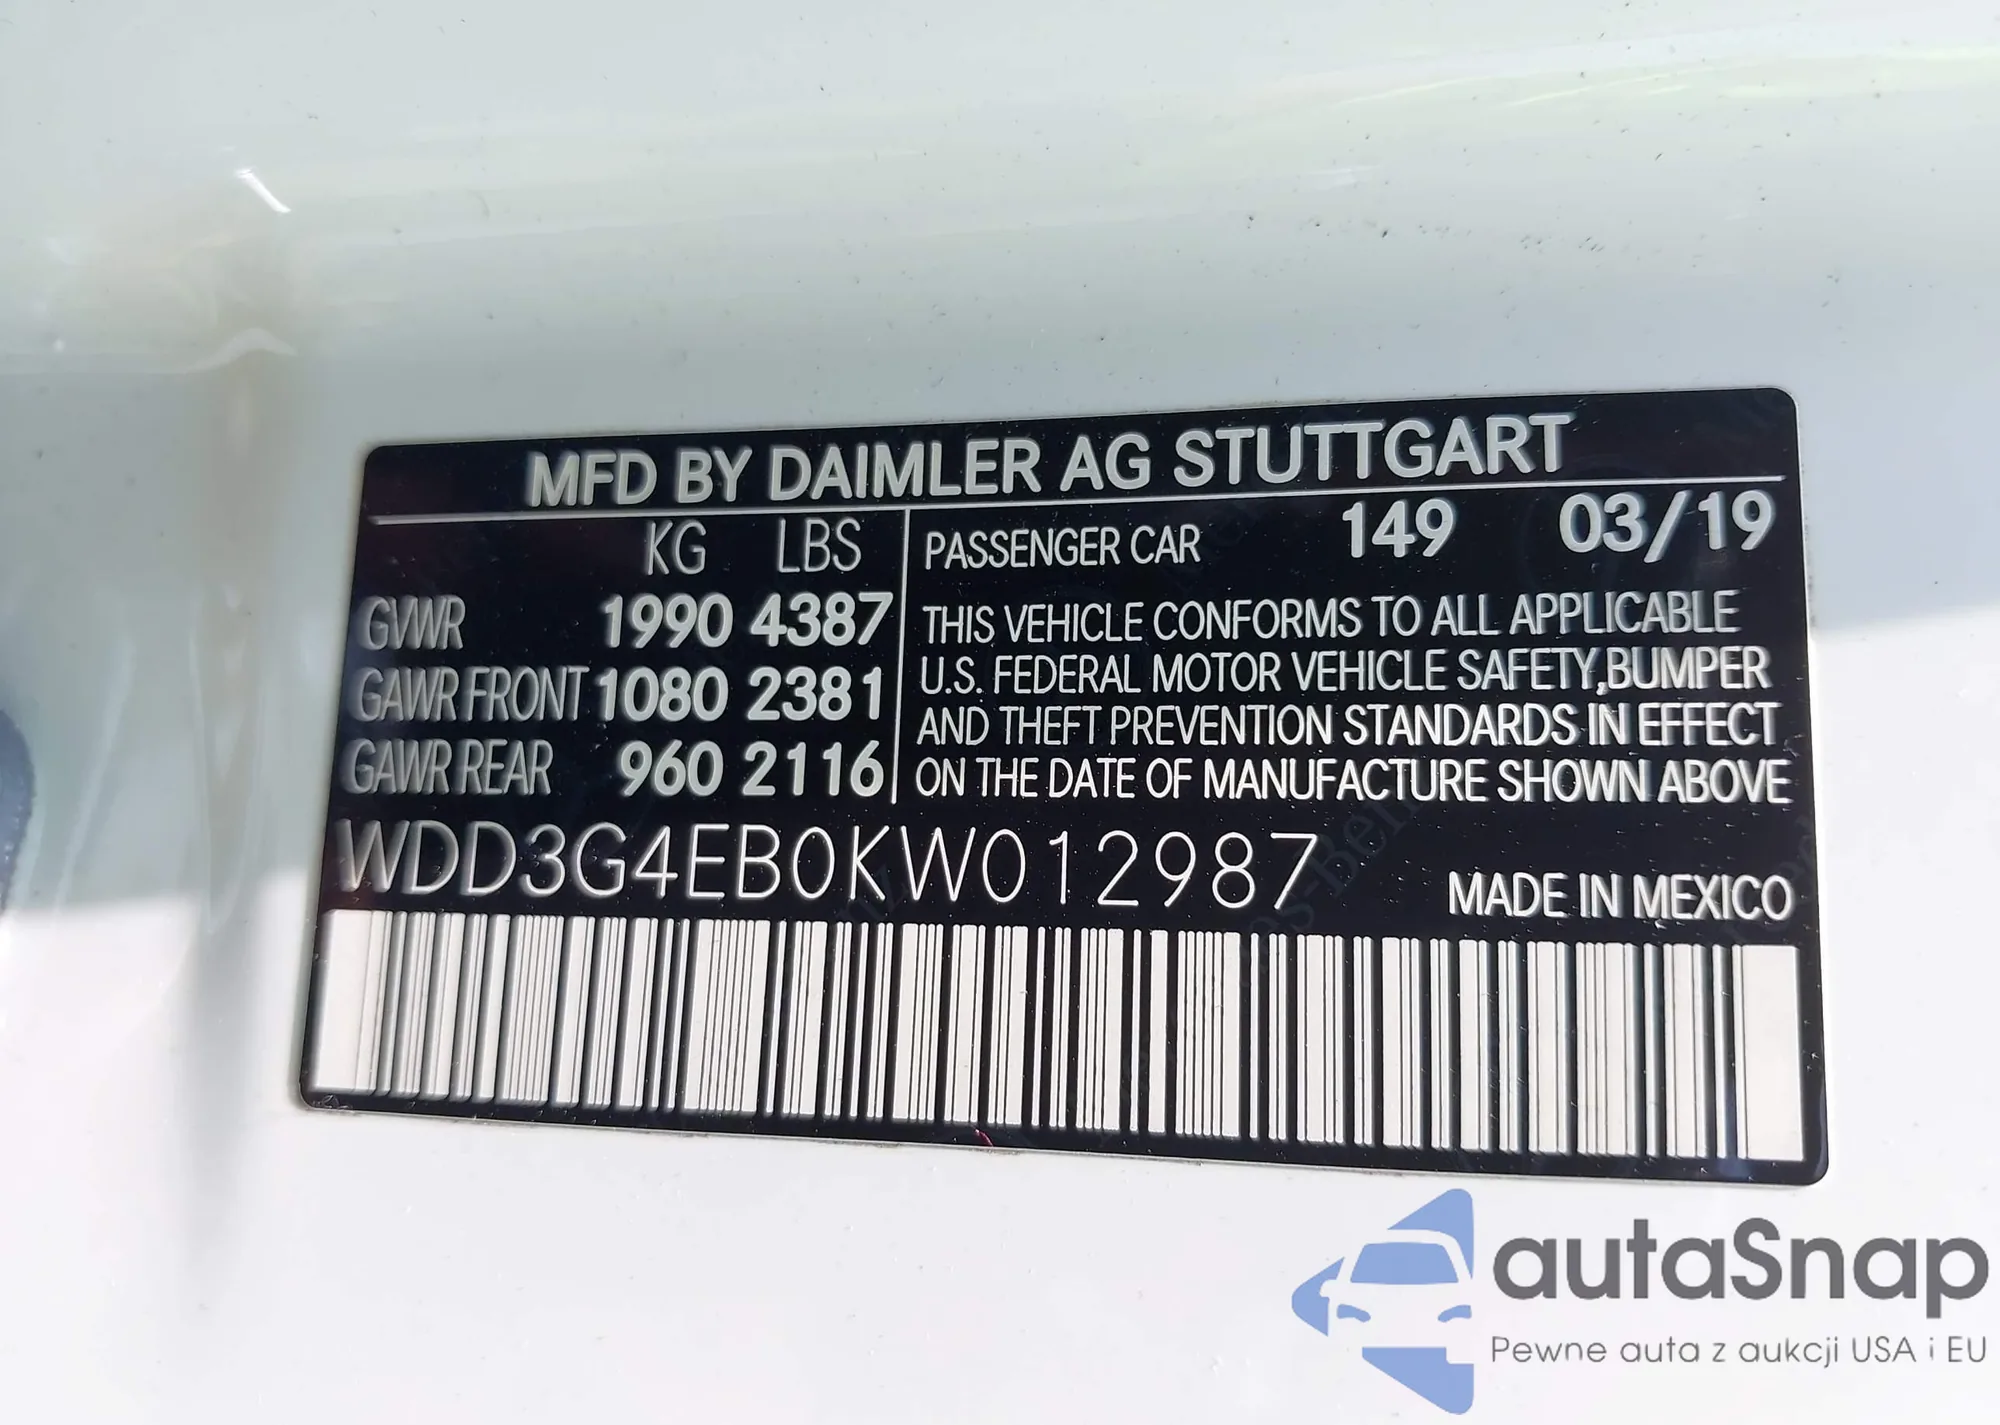 MFD BY DAIMLER AG STUTTGART
KG LBS
GVWR 1990 4387
GAWR FRONT 1080 2381
GAWR REAR 960 2116
PASSENGER CAR 149 03/19
THIS VEHICLE CONFORMS TO ALL APPLICABLE
U.S. FEDERAL MOTOR VEHICLE SAFETY,BUMPER
AND THEFT PREVENTION STANDARDS IN EFFECT
ON THE DATE OF MANUFACTURE SHOWN ABOVE
WDD3G4EB0KW012987
MADE IN MEXICO
autaSnap
Pewne auta z aukcji USA i EU